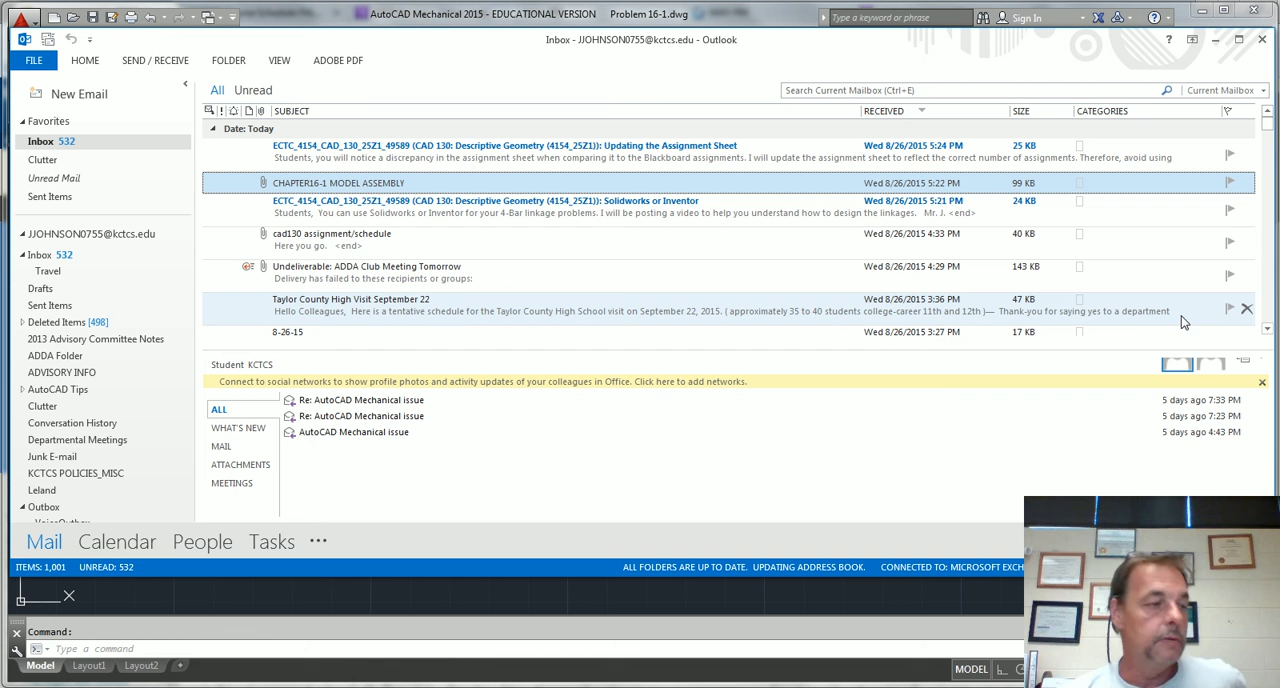 AutoCAD Mechanical 2015 - EDUCATIONAL VERSION Problem 16-1.dwg
Type a keyword or phrase
Sign In
Inbox - JJOHNSON0755@kctcs.edu - Outlook
FILE HOME SEND / RECEIVE FOLDER VIEW ADOBE PDF
New Email
Favorites
Inbox 532
Clutter
Unread Mail
Sent Items
JJOHNSON0755@kctcs.edu
Inbox 532
Travel
Drafts
Sent Items
Deleted Items [498]
2013 Advisory Committee Notes
ADDA Folder
ADVISORY INFO
AutoCAD Tips
Clutter
Conversation History
Departmental Meetings
Junk E-mail
KCTCS POLICIES_MISC
Leland
Outbox
All Unread
Search Current Mailbox (Ctrl+E)
Current Mailbox
SUBJECT RECEIVED SIZE CATEGORIES
Date: Today
ECTC_4154_CAD_130_25Z1_49589 (CAD 130: Descriptive Geometry (4154_25Z1)): Updating the Assignment Sheet Wed 8/26/2015 5:24 PM 25 KB
Students, you will notice a discrepancy in the assignment sheet when comparing it to the Blackboard assignments. I will update the assignment sheet to reflect the correct number of assignments. Therefore, avoid using
CHAPTER16-1 MODEL ASSEMBLY Wed 8/26/2015 5:22 PM 99 KB
ECTC_4154_CAD_130_25Z1_49589 (CAD 130: Descriptive Geometry (4154_25Z1)): Solidworks or Inventor Wed 8/26/2015 5:21 PM 24 KB
Students, You can use Solidworks or Inventor for your 4-Bar linkage problems. I will be posting a video to help you understand how to design the linkages. Mr. J. <end>
cad130 assignment/schedule Wed 8/26/2015 4:33 PM 40 KB
Here you go. <end>
Undeliverable: ADDA Club Meeting Tomorrow Wed 8/26/2015 4:29 PM 143 KB
Delivery has failed to these recipients or groups:
Taylor County High Visit September 22 Wed 8/26/2015 3:36 PM 47 KB
Hello Colleagues, Here is a tentative schedule for the Taylor County High School visit on September 22, 2015. ( approximately 35 to 40 students college-career 11th and 12th )— Thank-you for saying yes to a department
8-26-15 Wed 8/26/2015 3:27 PM 17 KB
Student KCTCS
Connect to social networks to show profile photos and activity updates of your colleagues in Office. Click here to add networks.
ALL
WHAT'S NEW
MAIL
ATTACHMENTS
MEETINGS
Re: AutoCAD Mechanical issue 5 days ago 7:33 PM
Re: AutoCAD Mechanical issue 5 days ago 7:23 PM
AutoCAD Mechanical issue 5 days ago 4:43 PM
Mail Calendar People Tasks
ITEMS: 1,001 UNREAD: 532 ALL FOLDERS ARE UP TO DATE. UPDATING ADDRESS BOOK. CONNECTED TO: MICROSOFT EXCH
Command:
Type a command
Model Layout1 Layout2 +
MODEL